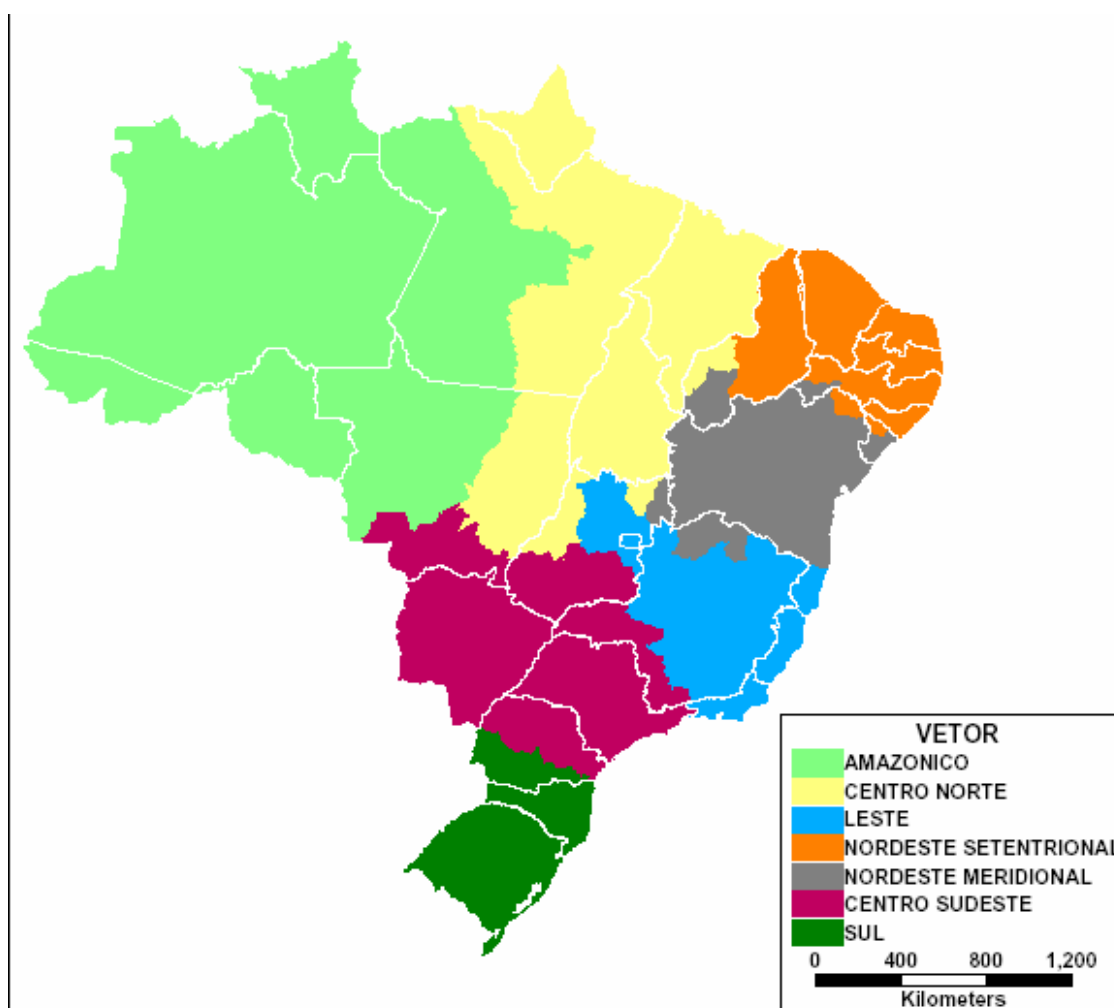 VETOR
AMAZONICO
CENTRO NORTE
LESTE
NORDESTE SETENTRIONAL
NORDESTE MERIDIONAL
CENTRO SUDESTE
SUL
0 400 800 1,200
Kilometers